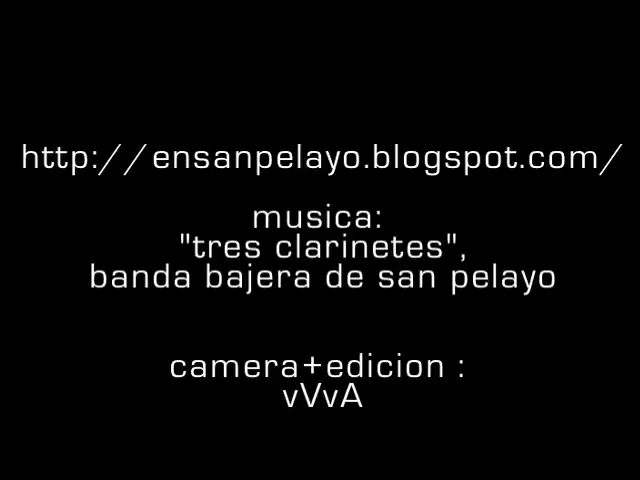 http://ensanpelayo.blogspot.com/
musica:
"tres clarinetes",
banda bajera de san pelayo
camera+edicion :
vVvA